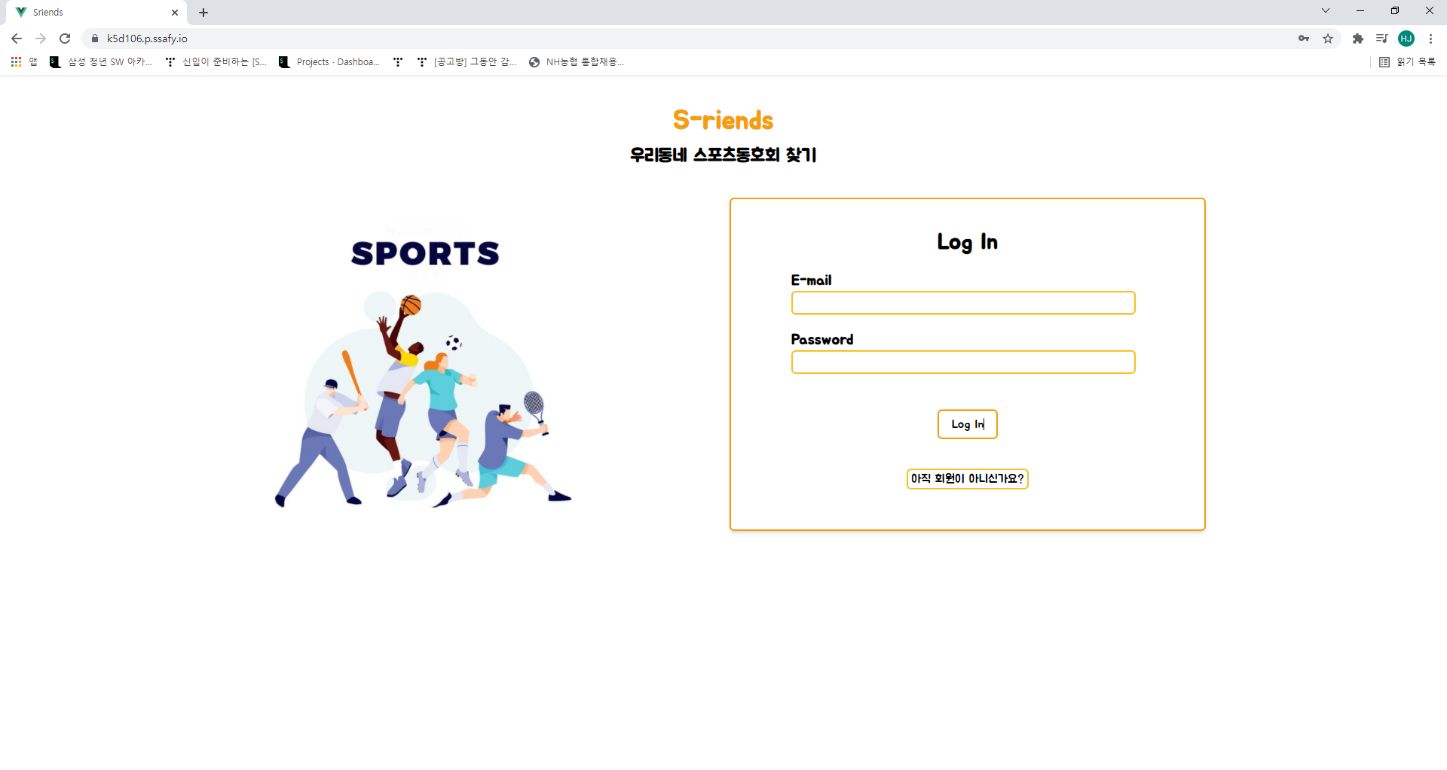 Sriends
k5d106.p.ssafy.io
HJ
앱
삼성 청년 SW 아카...
신입이 준비하는 [S...
Projects - Dashboa...
[공고방] 그동안 감...
NH농협 통합채용...
읽기 목록
S-riends
우리동네 스포츠동호회 찾기
SPORTS
Log In
E-mail
Password
Log In
아직 회원이 아니신가요?